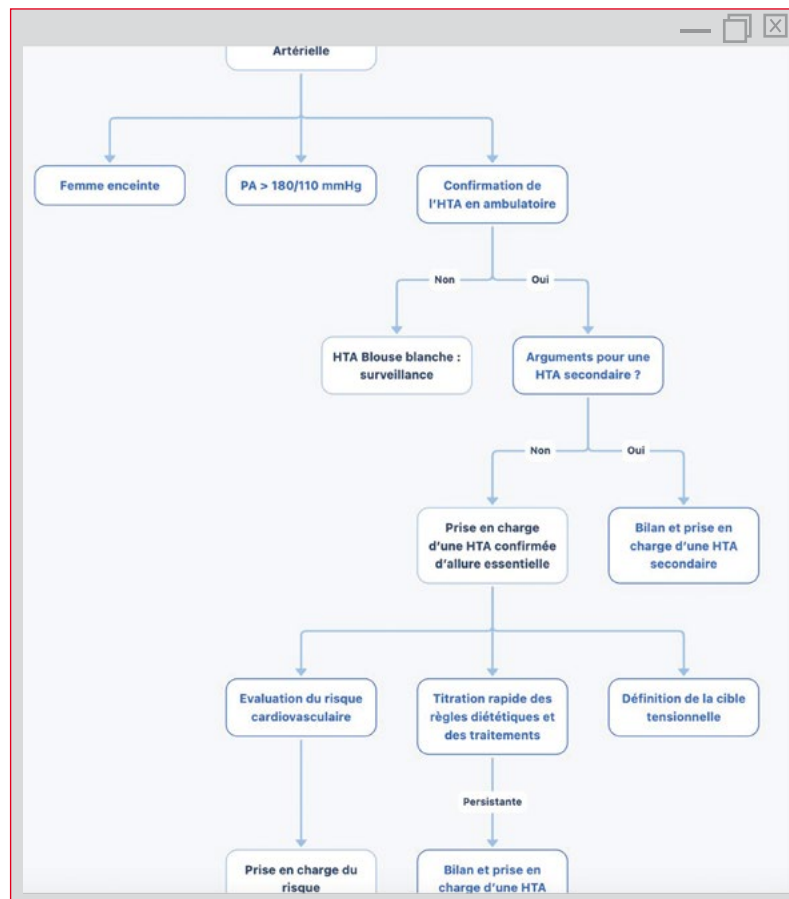 Artérielle
Femme enceinte
PA > 180/110 mmHg
Confirmation de
l'HTA en ambulatoire
Non
Oui
HTA Blouse blanche :
surveillance
Arguments pour une
HTA secondaire ?
Non
Oui
Prise en charge
d'une HTA confirmée
d'allure essentielle
Bilan et prise en
charge d'une HTA
secondaire
Evaluation du risque
cardiovasculaire
Titration rapide des
règles diététiques et
des traitements
Définition de la cible
tensionnelle
Persistante
Prise en charge du
risque
Bilan et prise en
charge d'une HTA